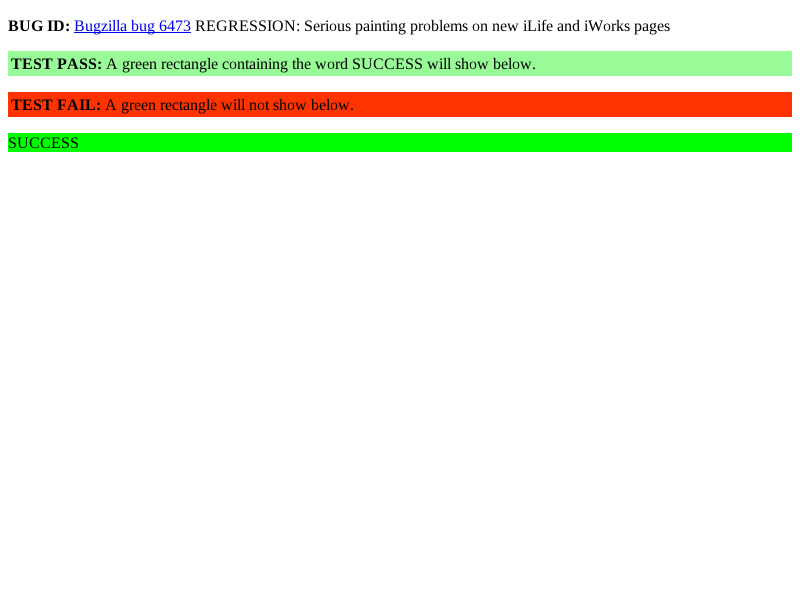 BUG ID: Bugzilla bug 6473 REGRESSION: Serious painting problems on new iLife and iWorks pages
TEST PASS: A green rectangle containing the word SUCCESS will show below.
TEST FAIL: A green rectangle will not show below.
SUCCESS